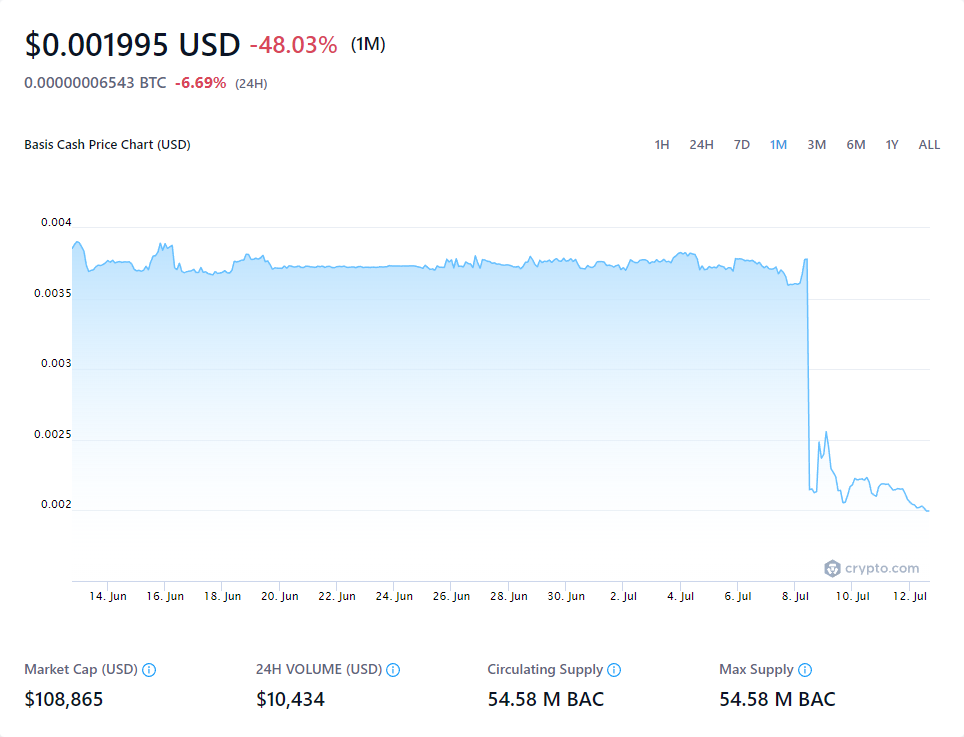 $0.001995 USD -48.03% (1M)
0.00000006543 BTC -6.69% (24H)
Basis Cash Price Chart (USD) 1H 24H 7D 1M 3M 6M 1Y ALL
0.004
0.0035
0.003
0.0025
0.002
crypto.com
14. Jun 16. Jun 18. Jun 20. Jun 22. Jun 24. Jun 26. Jun 28. Jun 30. Jun 2. Jul 4. Jul 6. Jul 8. Jul 10. Jul 12. Jul
Market Cap (USD) 24H VOLUME (USD) Circulating Supply Max Supply
$108,865 $10,434 54.58 M BAC 54.58 M BAC